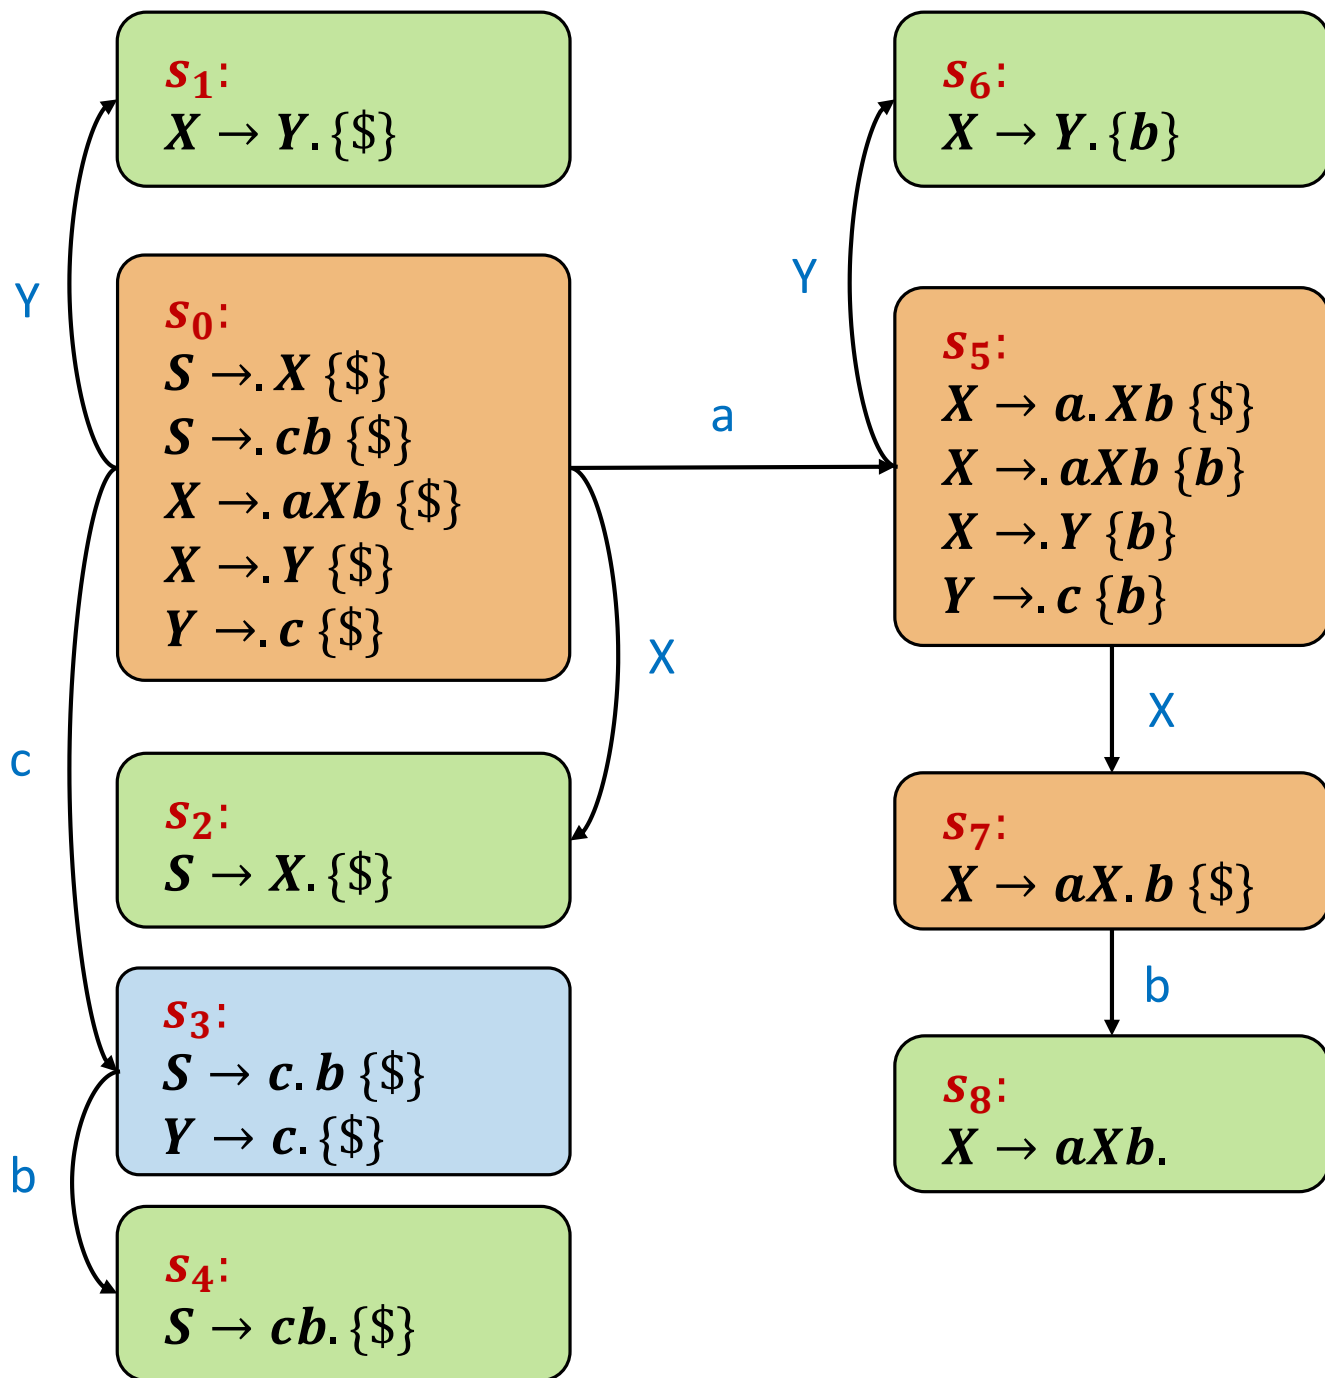 s₁:
X → Y. {$}
Y
s₀:
S →. X {$}
S →. cb {$}
X →. aXb {$}
X →. Y {$}
Y →. c {$}
a
X
c
s₂:
S → X. {$}
s₃:
S → c. b {$}
Y → c. {$}
b
s₄:
S → cb. {$}
s₆:
X → Y. {b}
Y
s₅:
X → a. Xb {$}
X →. aXb {b}
X →. Y {b}
Y →. c {b}
X
s₇:
X → aX. b {$}
b
s₈:
X → aXb.